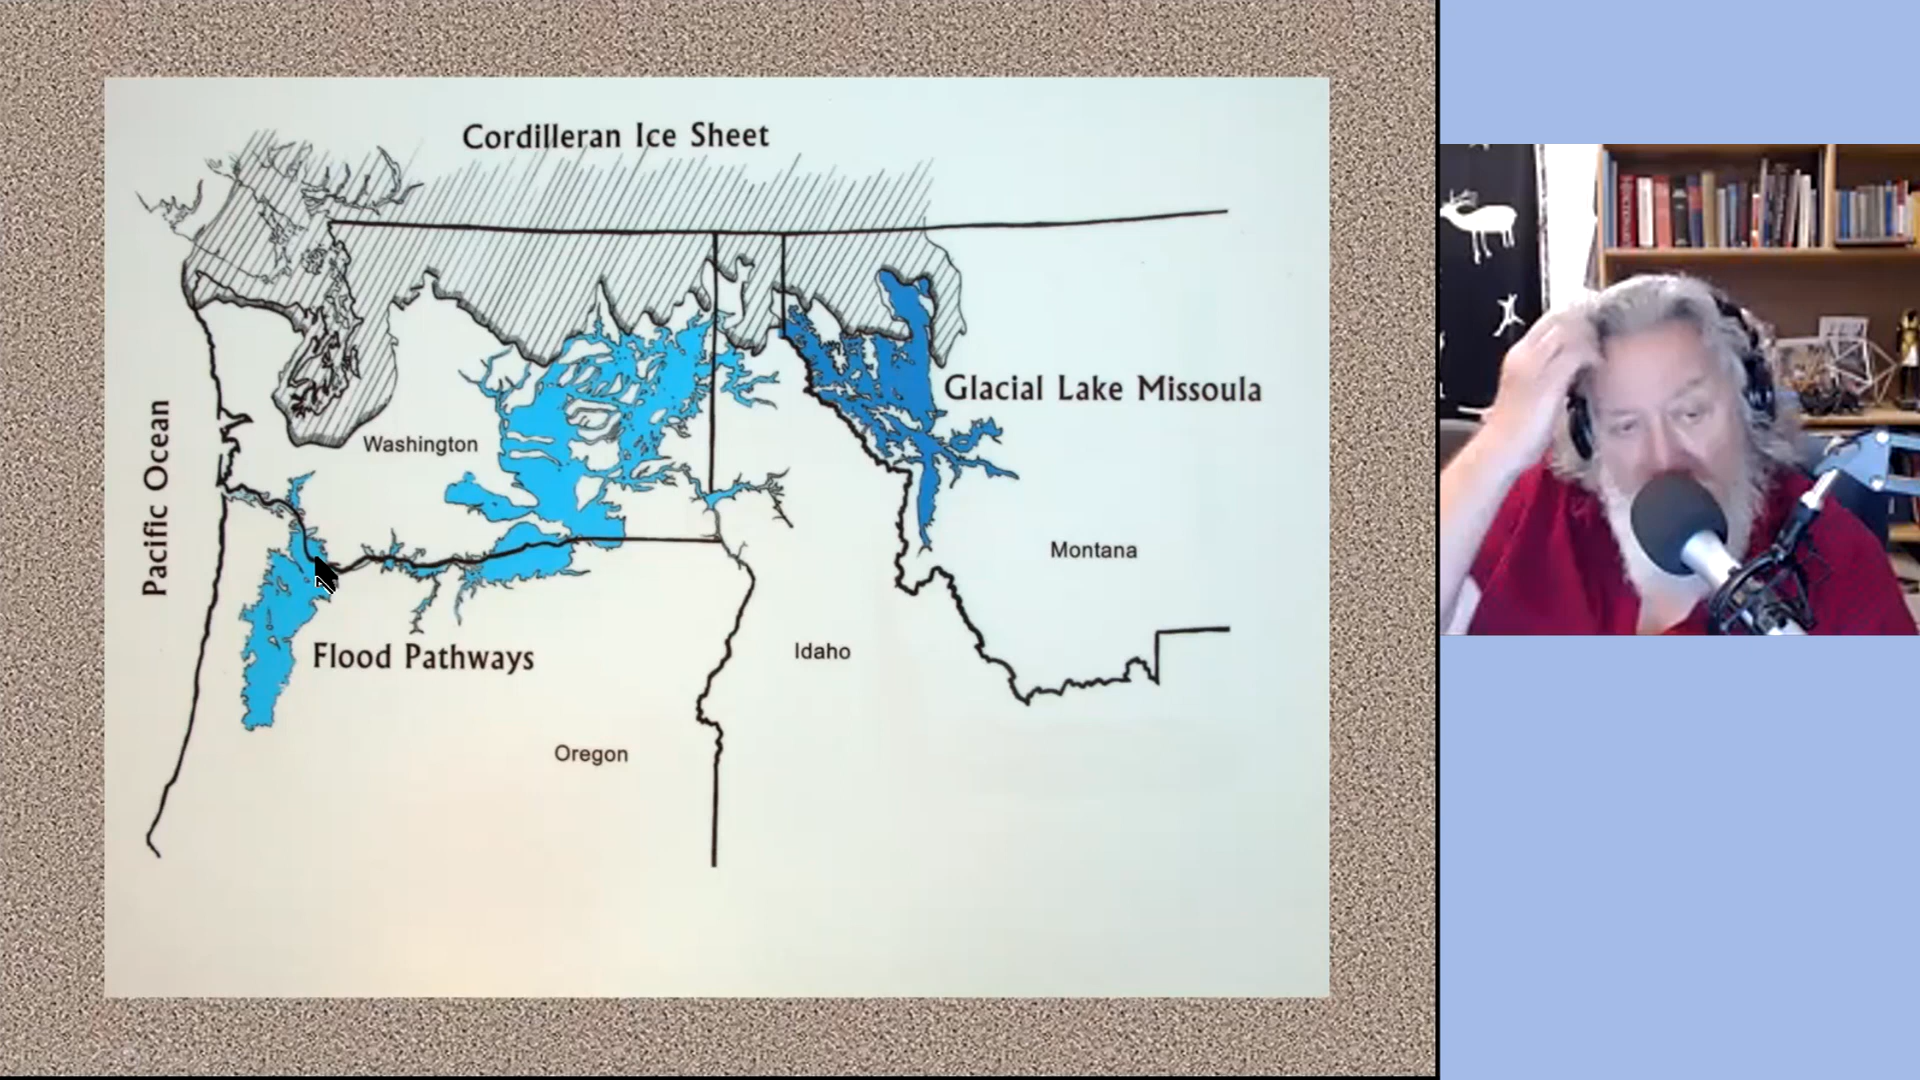 Cordilleran Ice Sheet
Glacial Lake Missoula
Pacific Ocean
Washington
Montana
Flood Pathways
Idaho
Oregon